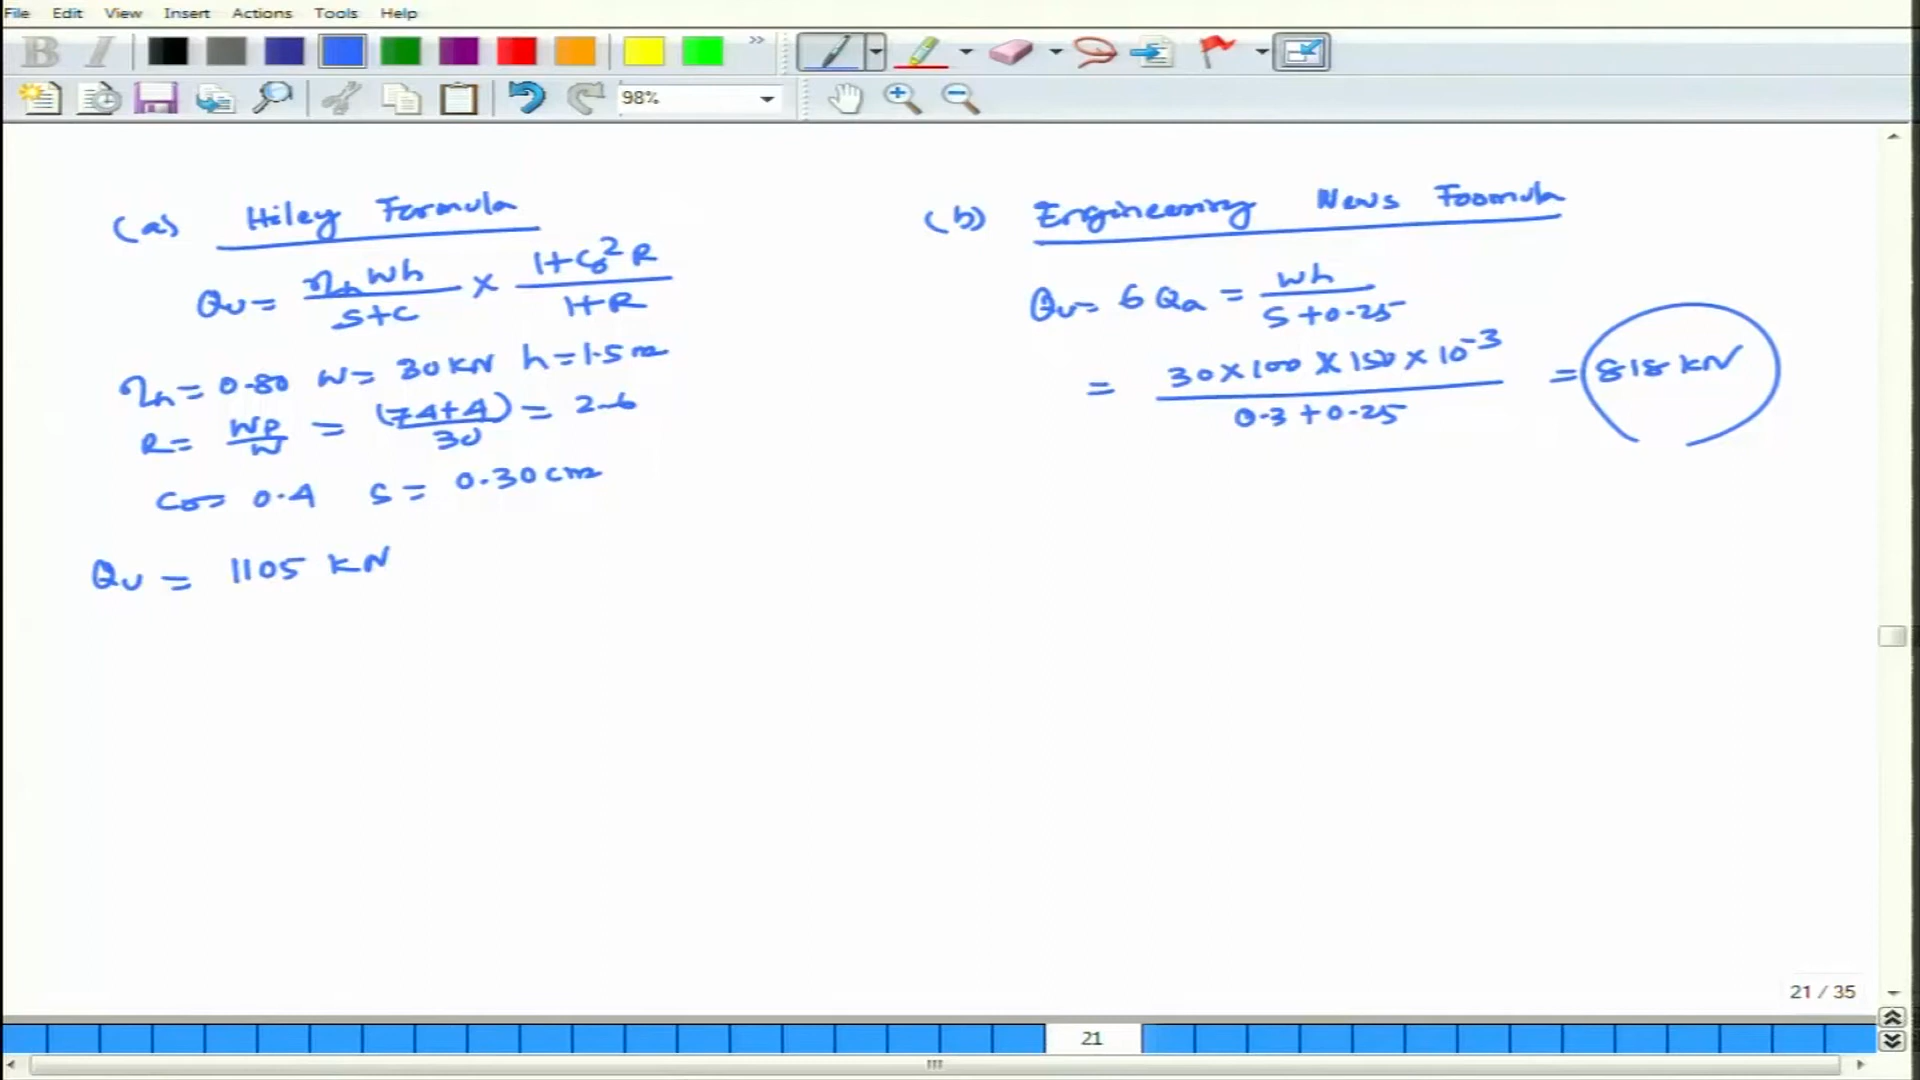 File Edit View Insert Actions Tools Help
B I
98%
(a) Hiley Formula
Qu = ηh Wh / S+C × 1+Cr²R / 1+R
ηh = 0.80 W = 30 KN h = 1.5 m
R = Wp / W = (74+4) / 30 = 2.6
Cr = 0.4 S = 0.30 cm
Qu = 1105 KN
(b) Engineering News Formula
Qu = 6 Qa = Wh / S+0.25
= 30×100×150×10⁻³ / 0.3+0.25 = 818 KN
21 / 35
21